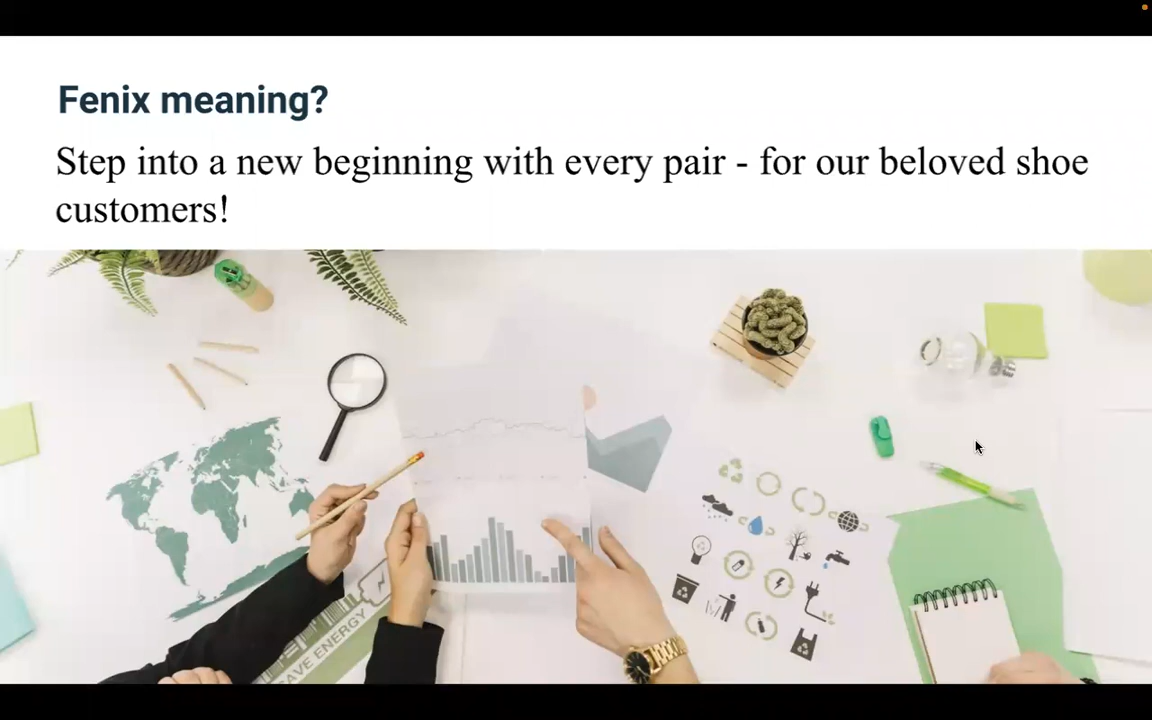 Fenix meaning?
Step into a new beginning with every pair - for our beloved shoe
customers!
SAVE ENERGY